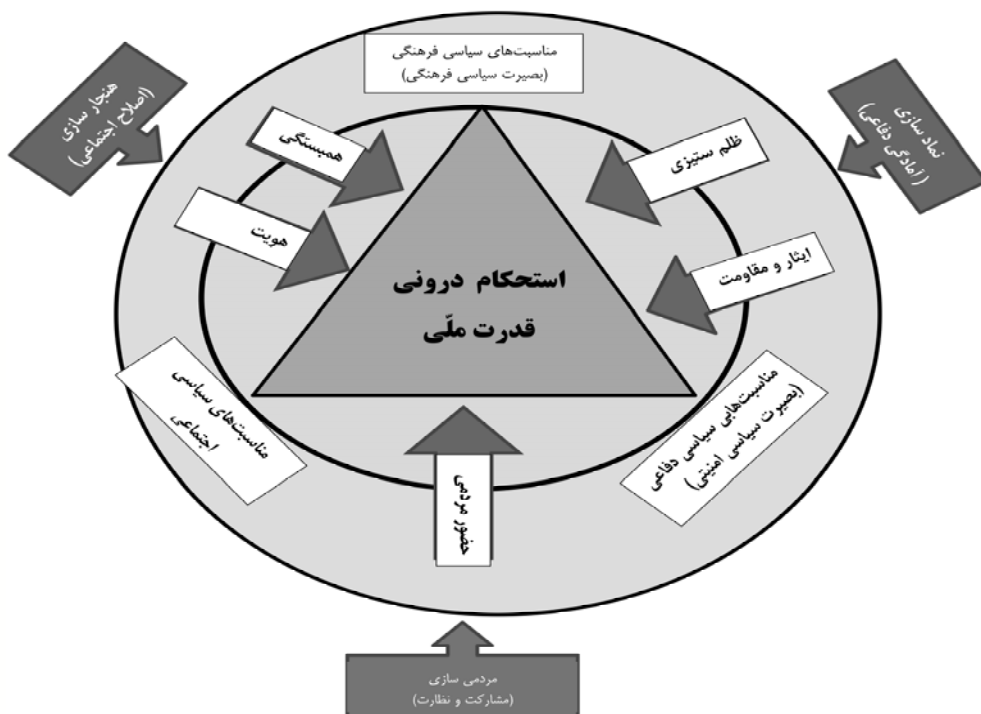 مناسبت‌های سیاسی فرهنگی
(بصیرت سیاسی فرهنگی)
نماد سازی
(آمادگی دفاعی)
هنجار سازی
(اصلاح اجتماعی)
ظلم ستیزی
همبستگی
ایثار و مقاومت
هویت
استحکام درونی
قدرت ملّی
مناسبت‌هایی سیاسی دفاعی
(بصیرت سیاسی امنیتی)
مناسبت‌های سیاسی
اجتماعی
حضور مردمی
مردمی سازی
(مشارکت و نظارت)